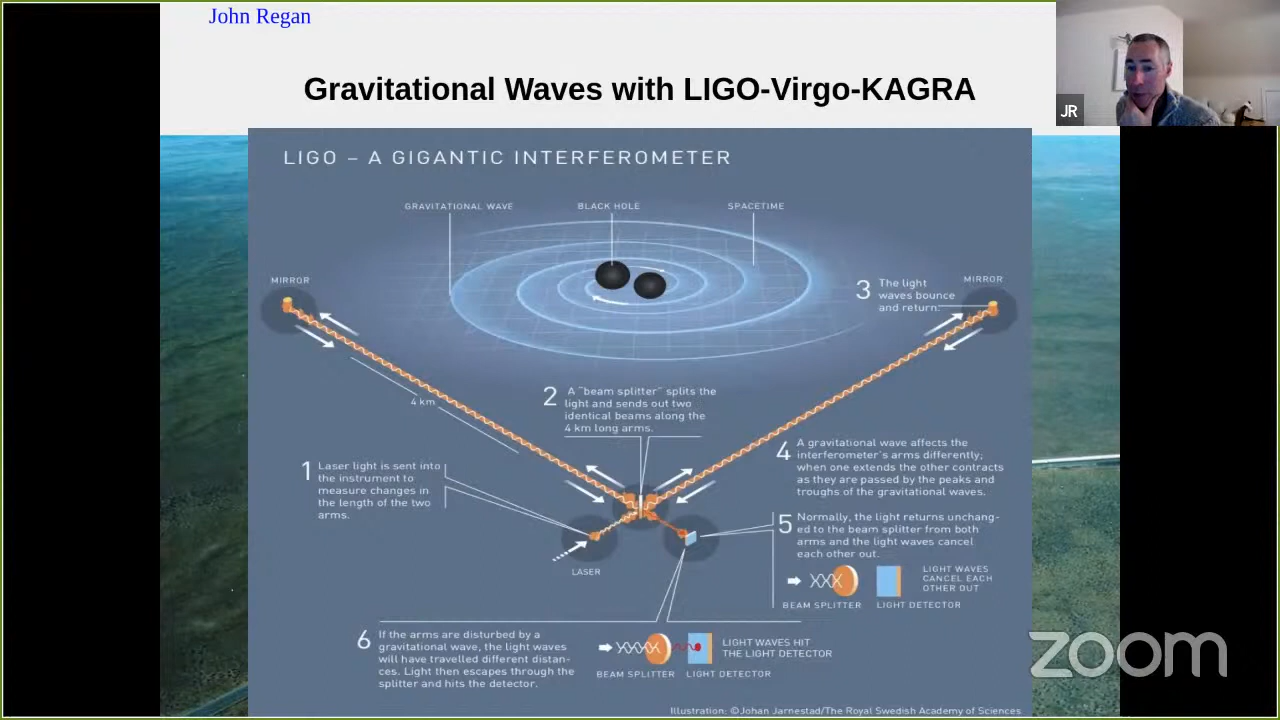 John Regan
Gravitational Waves with LIGO-Virgo-KAGRA
JR
LIGO – A GIGANTIC INTERFEROMETER
GRAVITATIONAL WAVE
BLACK HOLE
SPACETIME
MIRROR
MIRROR
3 The light
waves bounce
and return.
4 km
2 A “beam splitter” splits the
light and sends out two
identical beams along the
4 km long arms.
1 Laser light is sent into
the instrument to
measure changes in
the length of the two
arms.
4 A gravitational wave affects the
interferometer's arms differently;
when one extends the other contracts
as they are passed by the peaks and
troughs of the gravitational waves.
5 Normally, the light returns unchang-
ed to the beam splitter from both
arms and the light waves cancel
each other out.
LASER
LIGHT WAVES
CANCEL EACH
OTHER OUT
BEAM SPLITTER
LIGHT DETECTOR
6 If the arms are disturbed by a
gravitational wave, the light waves
will have travelled different distan-
ces. Light then escapes through the
splitter and hits the detector.
LIGHT WAVES HIT
THE LIGHT DETECTOR
BEAM SPLITTER
LIGHT DETECTOR
zoom
Illustration: ©Johan Jarnestad/The Royal Swedish Academy of Sciences